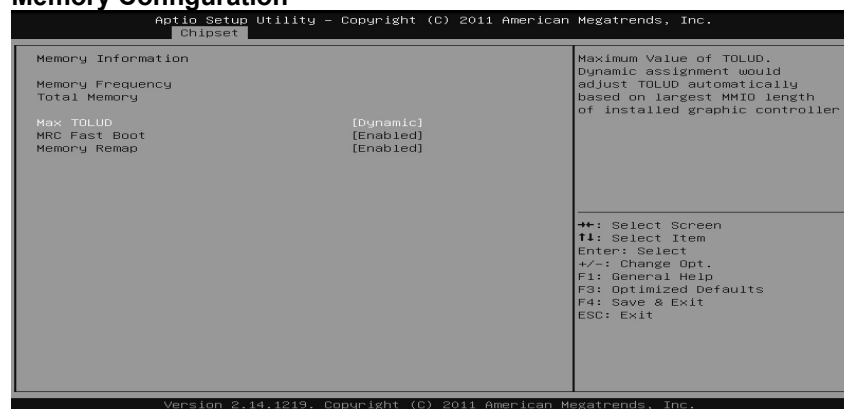 Memory Configuration
Aptio Setup Utility – Copyright (C) 2011 American Megatrends, Inc.
Chipset
Memory Information
Memory Frequency
Total Memory
Max TOLUD [Dynamic]
MRC Fast Boot [Enabled]
Memory Remap [Enabled]
Maximum Value of TOLUD.
Dynamic assignment would
adjust TOLUD automatically
based on largest MMIO length
of installed graphic controller
→←: Select Screen
↑↓: Select Item
Enter: Select
+/-: Change Opt.
F1: General Help
F3: Optimized Defaults
F4: Save & Exit
ESC: Exit
Version 2.14.1219. Copyright (C) 2011 American Megatrends, Inc.